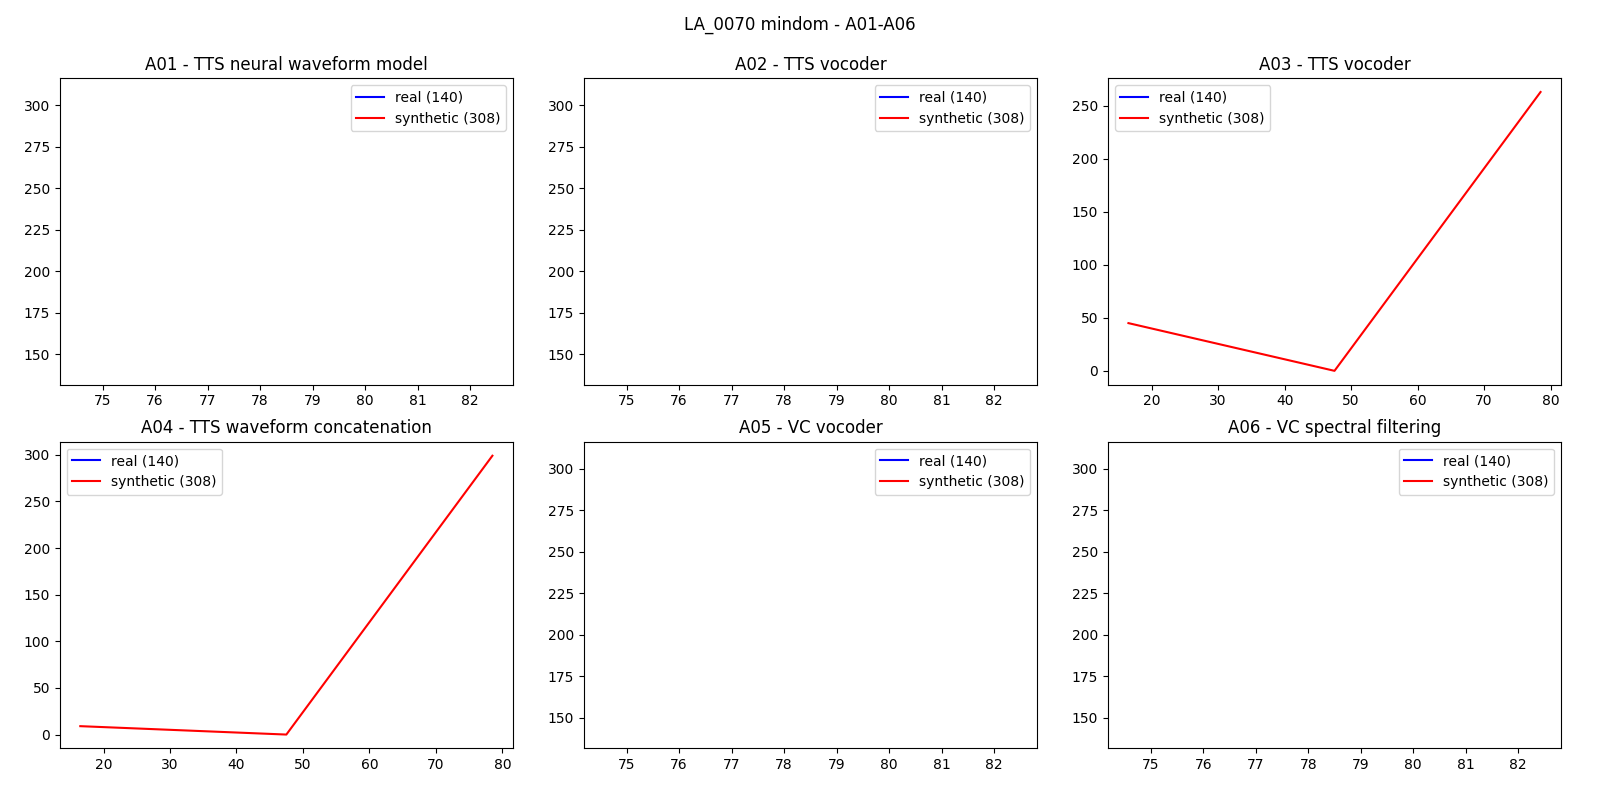 LA_0070 mindom - A01-A06
A01 - TTS neural waveform model
300
275
250
225
200
175
150
75 76 77 78 79 80 81 82
real (140)
synthetic (308)
A02 - TTS vocoder
300
275
250
225
200
175
150
75 76 77 78 79 80 81 82
real (140)
synthetic (308)
A03 - TTS vocoder
250
200
150
100
50
0
20 30 40 50 60 70 80
real (140)
synthetic (308)
A04 - TTS waveform concatenation
300
250
200
150
100
50
0
20 30 40 50 60 70 80
real (140)
synthetic (308)
A05 - VC vocoder
300
275
250
225
200
175
150
75 76 77 78 79 80 81 82
real (140)
synthetic (308)
A06 - VC spectral filtering
300
275
250
225
200
175
150
75 76 77 78 79 80 81 82
real (140)
synthetic (308)